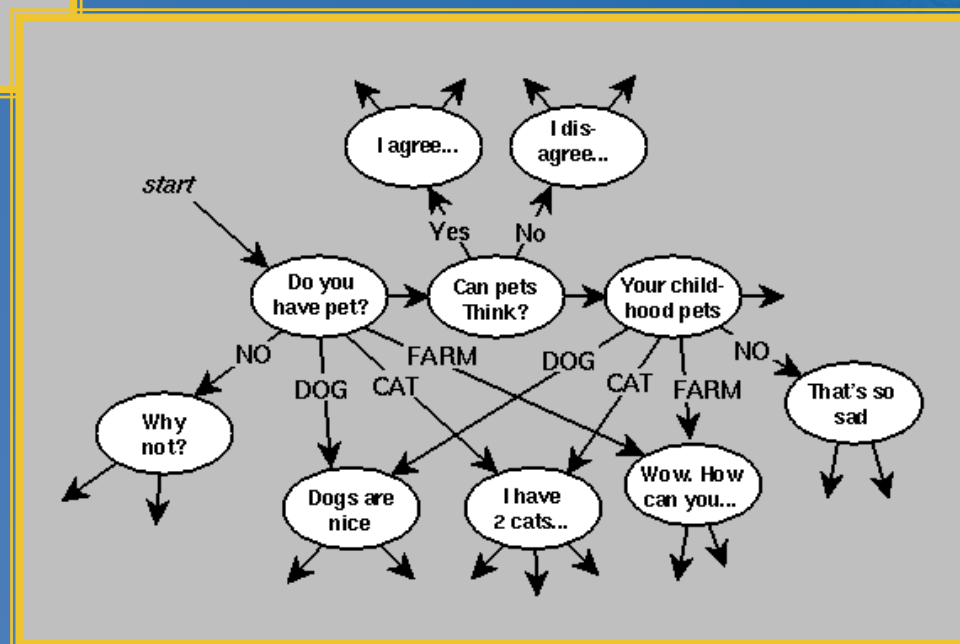 I agree...
I dis-
agree...
start
Yes
No
Do you
have pet?
Can pets
Think?
Your child-
hood pets
NO
DOG
CAT
FARM
DOG
CAT
FARM
NO
Why
not?
That's so
sad
Dogs are
nice
I have
2 cats...
Wow. How
can you...